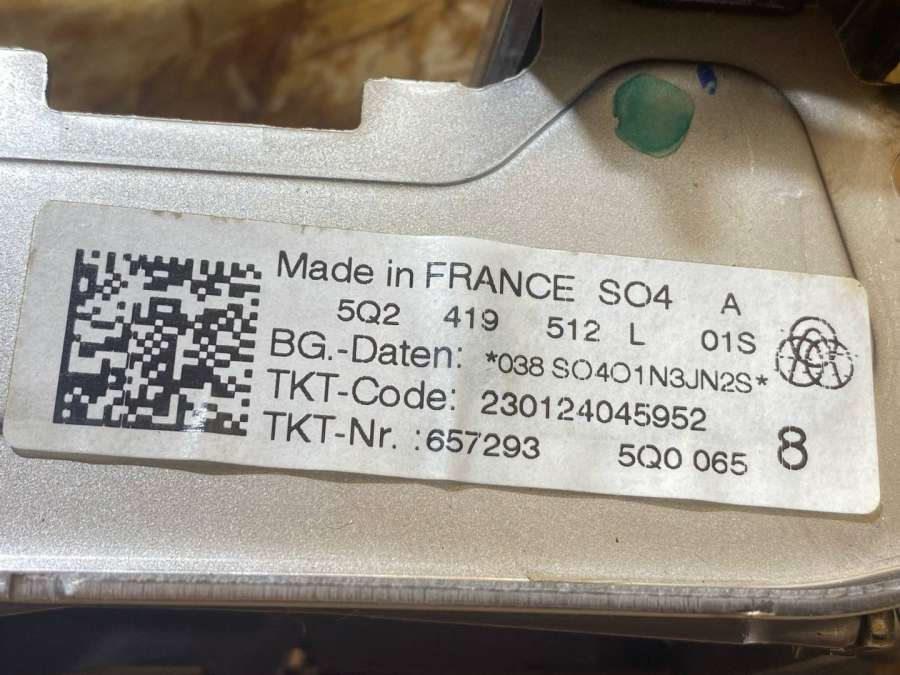 Made in FRANCE SO4 A
5Q2 419 512 L 01S
BG.-Daten: *038 SO4O1N3JN2S*
TKT-Code: 230124045952
TKT-Nr. :657293 5Q0 065 8